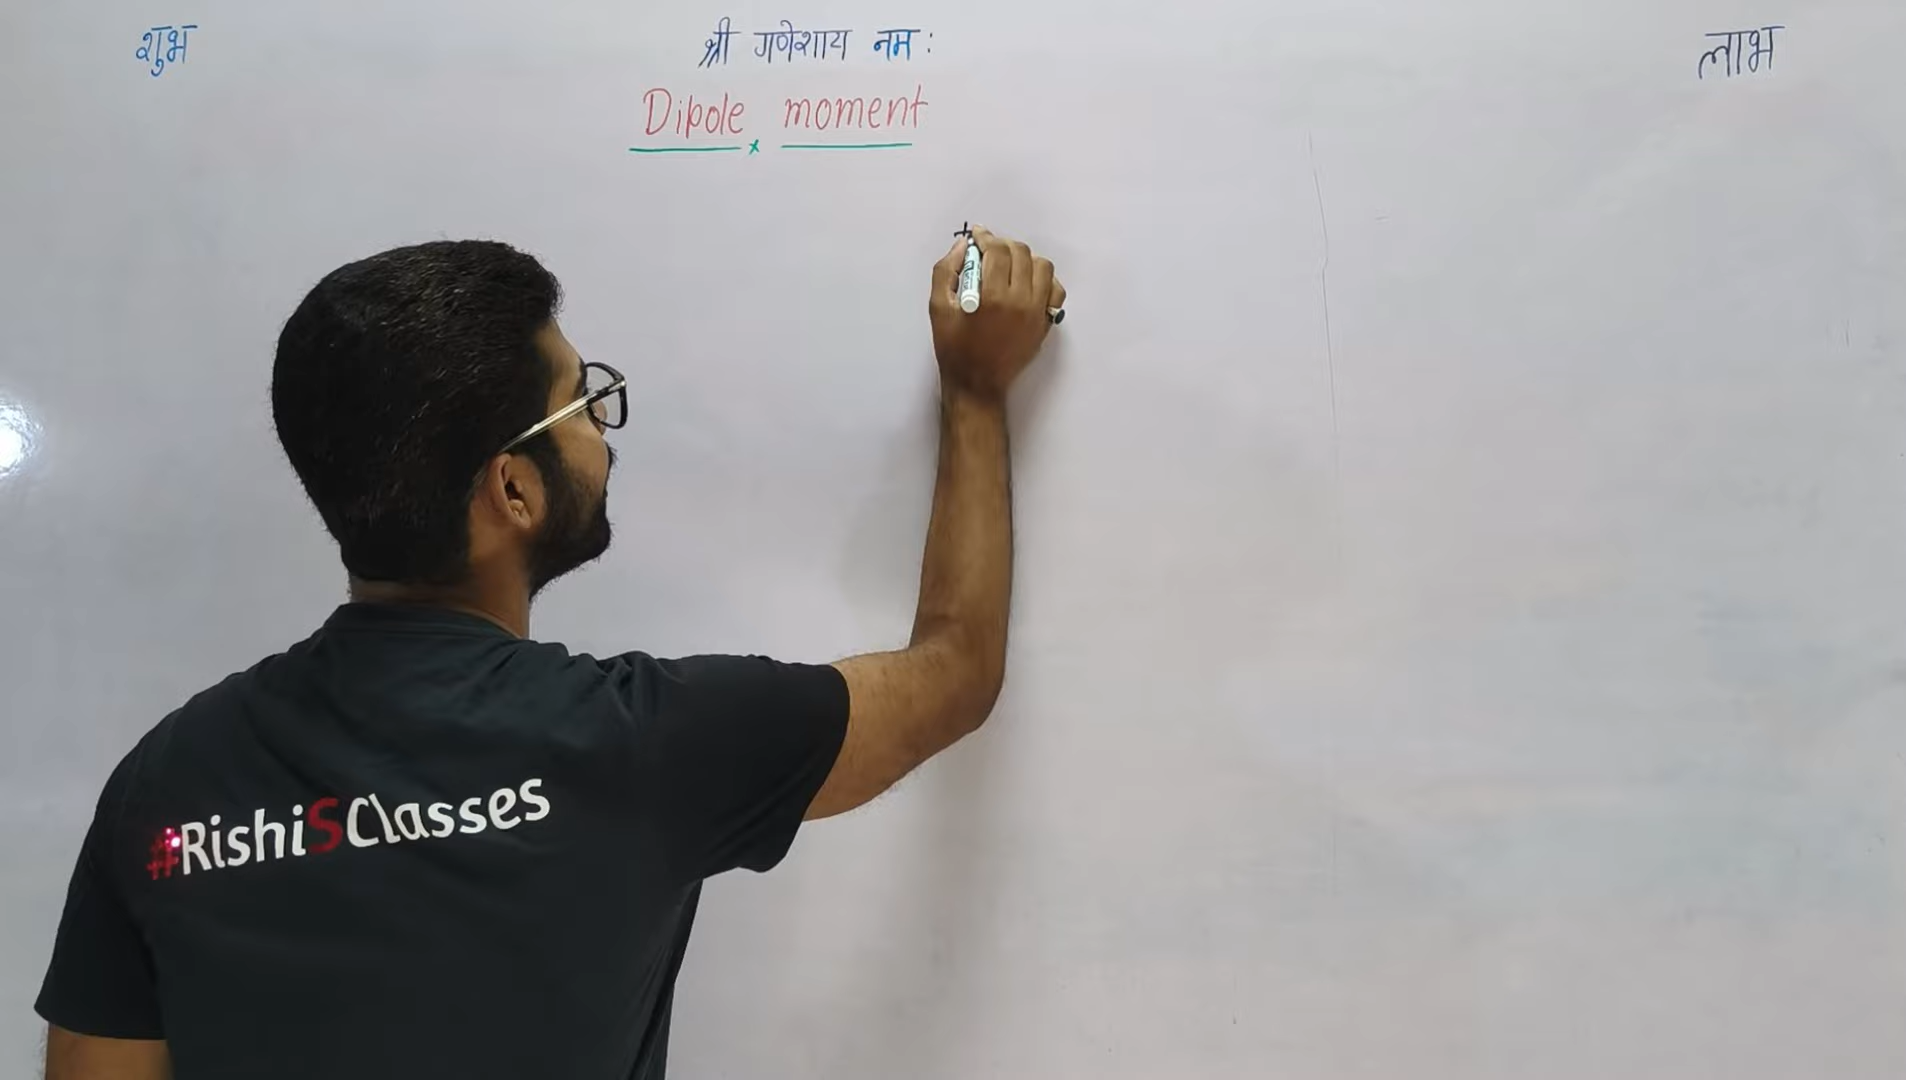 शुभ श्री गणेशाय नम: लाभ
Dipole moment
+
#RishiSClasses